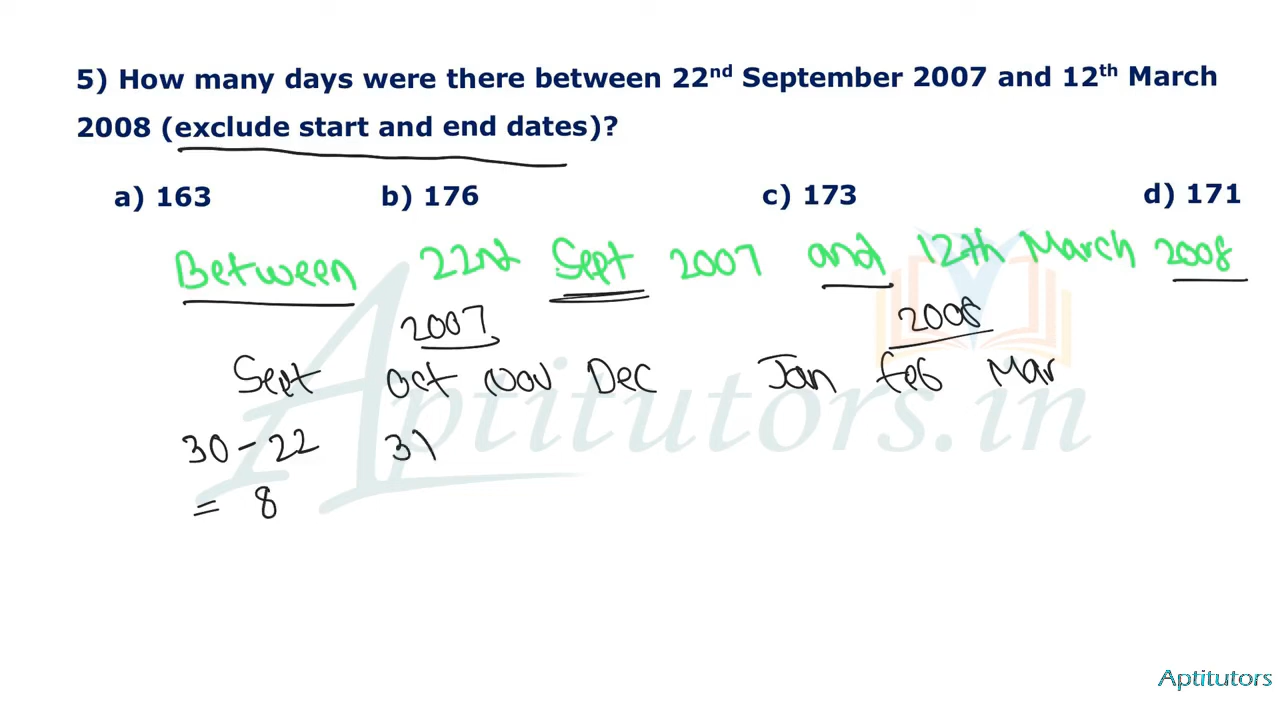 5) How many days were there between 22nd September 2007 and 12th March
2008 (exclude start and end dates)?
a) 163 b) 176 c) 173 d) 171
Between 22nd Sept 2007 and 12th March 2008
2007 2008
Sept Oct Nov Dec Jan Feb Mar
30 - 22 31
= 8
Aptitutors.in
Aptitutors